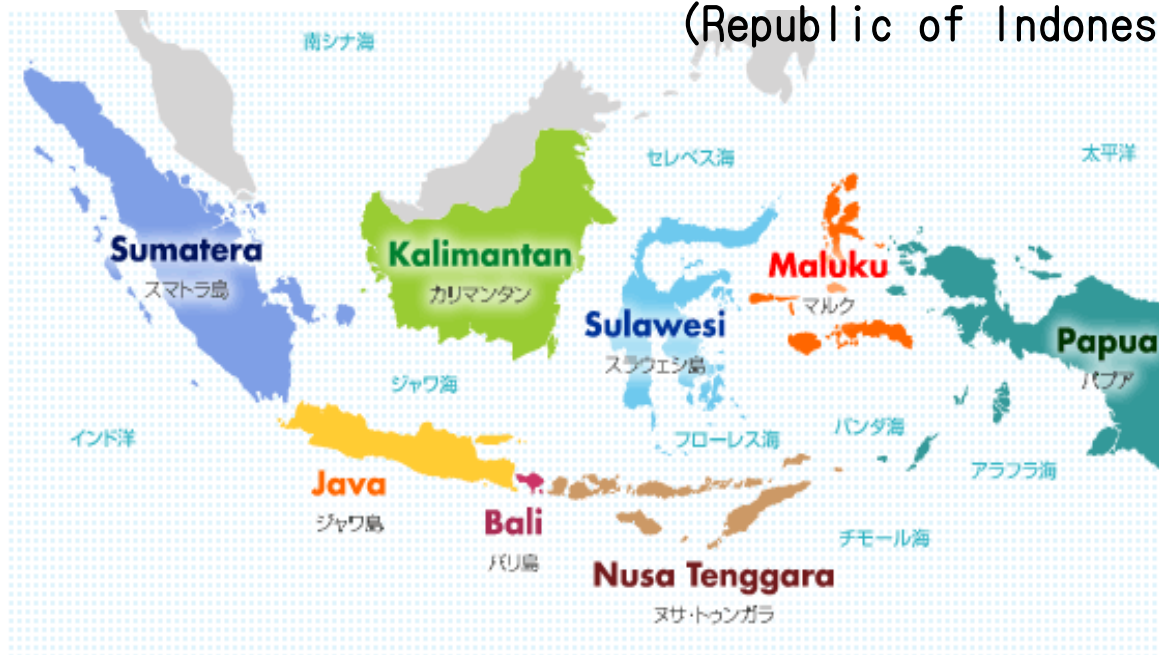 (Republic of Indones
南シナ海
セレベス海
太平洋
Sumatera
スマトラ島
Kalimantan
カリマンタン
Maluku
マルク
Sulawesi
スラウェシ島
Papua
パプア
ジャワ海
インド洋
フローレス海
バンダ海
アラフラ海
Java
ジャワ島
Bali
バリ島
チモール海
Nusa Tenggara
ヌサ・トゥンガラ